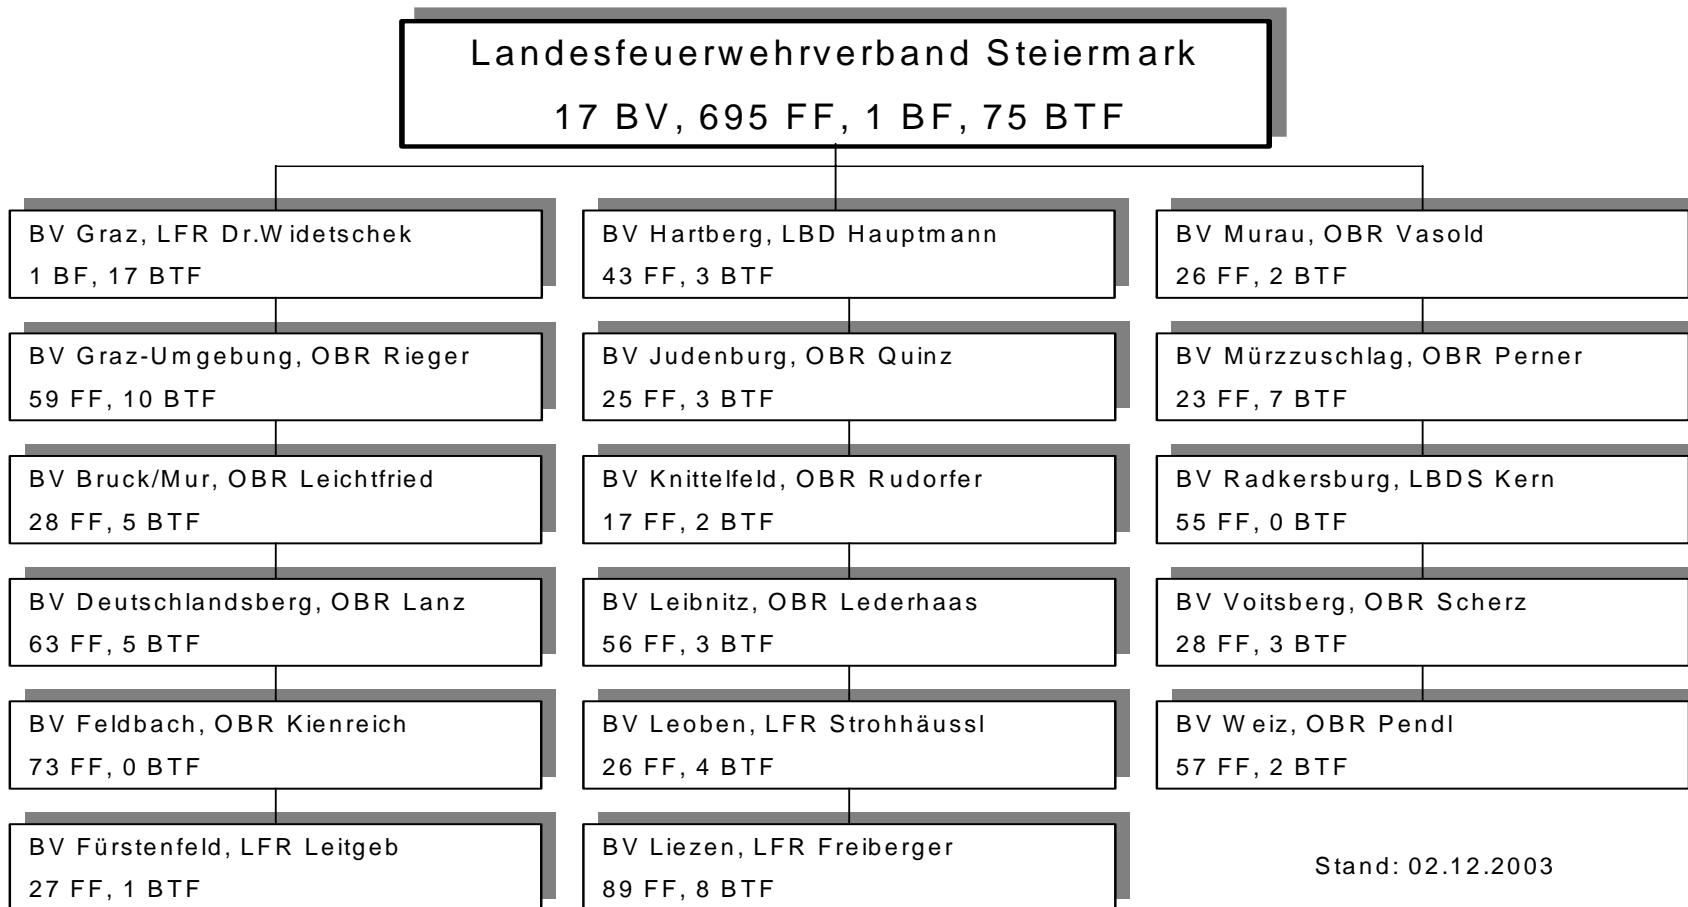 Landesfeuerwehrverband Steiermark
17 BV, 695 FF, 1 BF, 75 BTF
BV Graz, LFR Dr.Widetschek
1 BF, 17 BTF
BV Graz-Umgebung, OBR Rieger
59 FF, 10 BTF
BV Bruck/Mur, OBR Leichtfried
28 FF, 5 BTF
BV Deutschlandsberg, OBR Lanz
63 FF, 5 BTF
BV Feldbach, OBR Kienreich
73 FF, 0 BTF
BV Fürstenfeld, LFR Leitgeb
27 FF, 1 BTF
BV Hartberg, LBD Hauptmann
43 FF, 3 BTF
BV Judenburg, OBR Quinz
25 FF, 3 BTF
BV Knittelfeld, OBR Rudorfer
17 FF, 2 BTF
BV Leibnitz, OBR Lederhaas
56 FF, 3 BTF
BV Leoben, LFR Strohhäussl
26 FF, 4 BTF
BV Liezen, LFR Freiberger
89 FF, 8 BTF
BV Murau, OBR Vasold
26 FF, 2 BTF
BV Mürzzuschlag, OBR Perner
23 FF, 7 BTF
BV Radkersburg, LBDS Kern
55 FF, 0 BTF
BV Voitsberg, OBR Scherz
28 FF, 3 BTF
BV Weiz, OBR Pendl
57 FF, 2 BTF
Stand: 02.12.2003